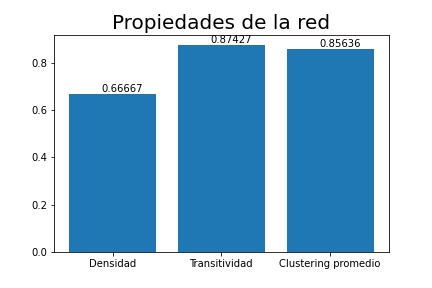 Propiedades de la red
0.87427
0.85636
0.66667
0.8
0.6
0.4
0.2
0.0
Densidad
Transitividad
Clustering promedio